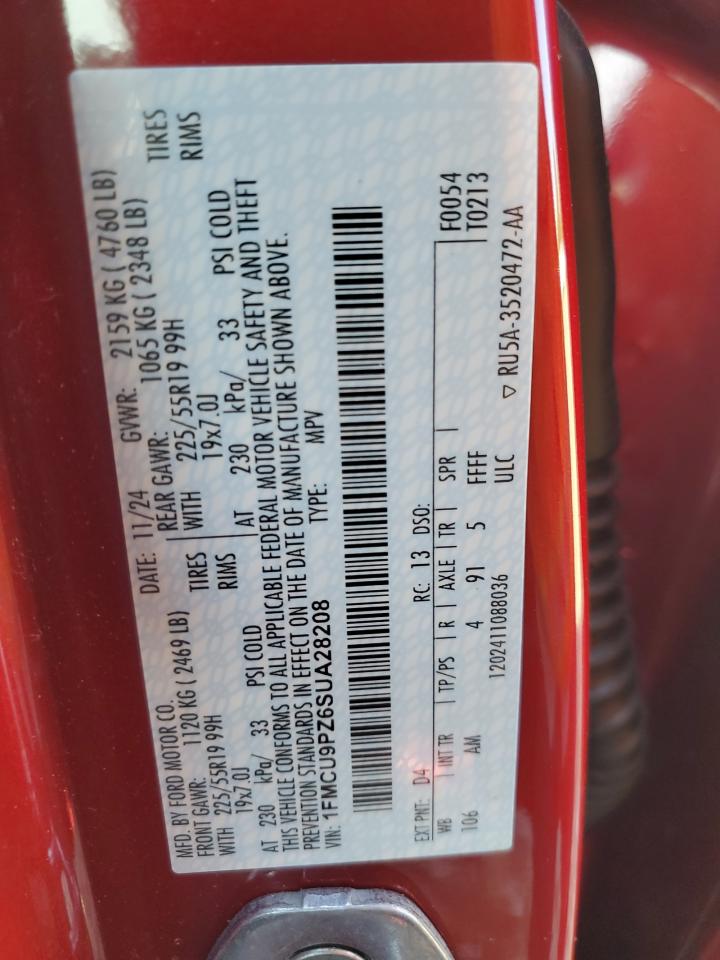 MFD. BY FORD MOTOR CO.
DATE: 11/24 GVWR: 2159 KG ( 4760 LB)
FRONT GAWR: 1120 KG ( 2469 LB) REAR GAWR: 1065 KG ( 2348 LB)
WITH 225/55R19 99H TIRES WITH 225/55R19 99H TIRES
19x7.0J RIMS 19x7.0J RIMS
AT 230 kPa/ 33 PSI COLD AT 230 kPa/ 33 PSI COLD
THIS VEHICLE CONFORMS TO ALL APPLICABLE FEDERAL MOTOR VEHICLE SAFETY AND THEFT
PREVENTION STANDARDS IN EFFECT ON THE DATE OF MANUFACTURE SHOWN ABOVE.
VIN: 1FMCU9PZ6SUA28208 TYPE: MPV
EXT PNT: D4 RC: 13 DSO: F0054
WB INT TR TP/PS R AXLE TR SPR T0213
106 AM 4 91 5 FFFF
1202411088036 ULC
▽ RU5A-3520472-AA